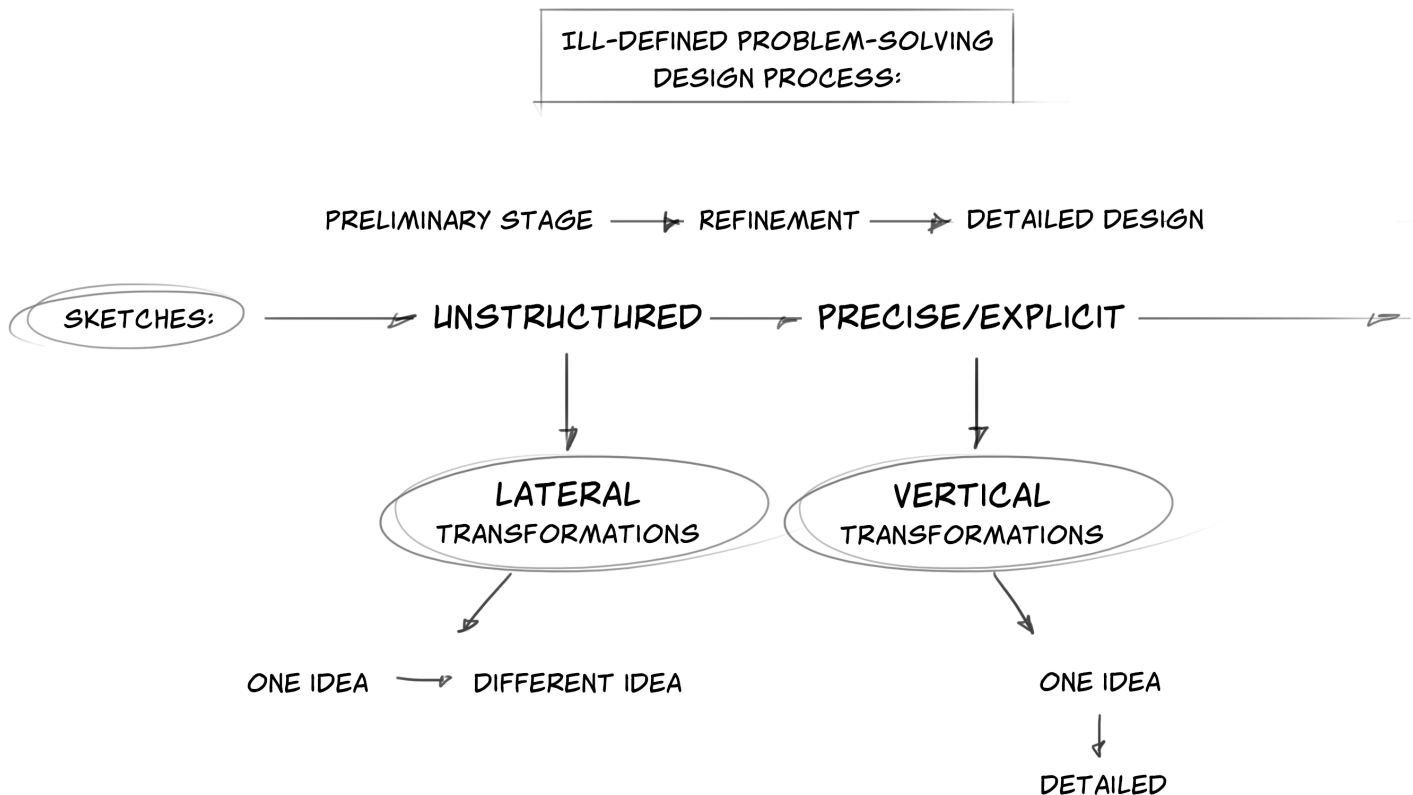 ILL-DEFINED PROBLEM-SOLVING
DESIGN PROCESS:
PRELIMINARY STAGE
REFINEMENT
DETAILED DESIGN
SKETCHES:
UNSTRUCTURED
PRECISE/EXPLICIT
LATERAL
TRANSFORMATIONS
VERTICAL
TRANSFORMATIONS
ONE IDEA
DIFFERENT IDEA
ONE IDEA
DETAILED